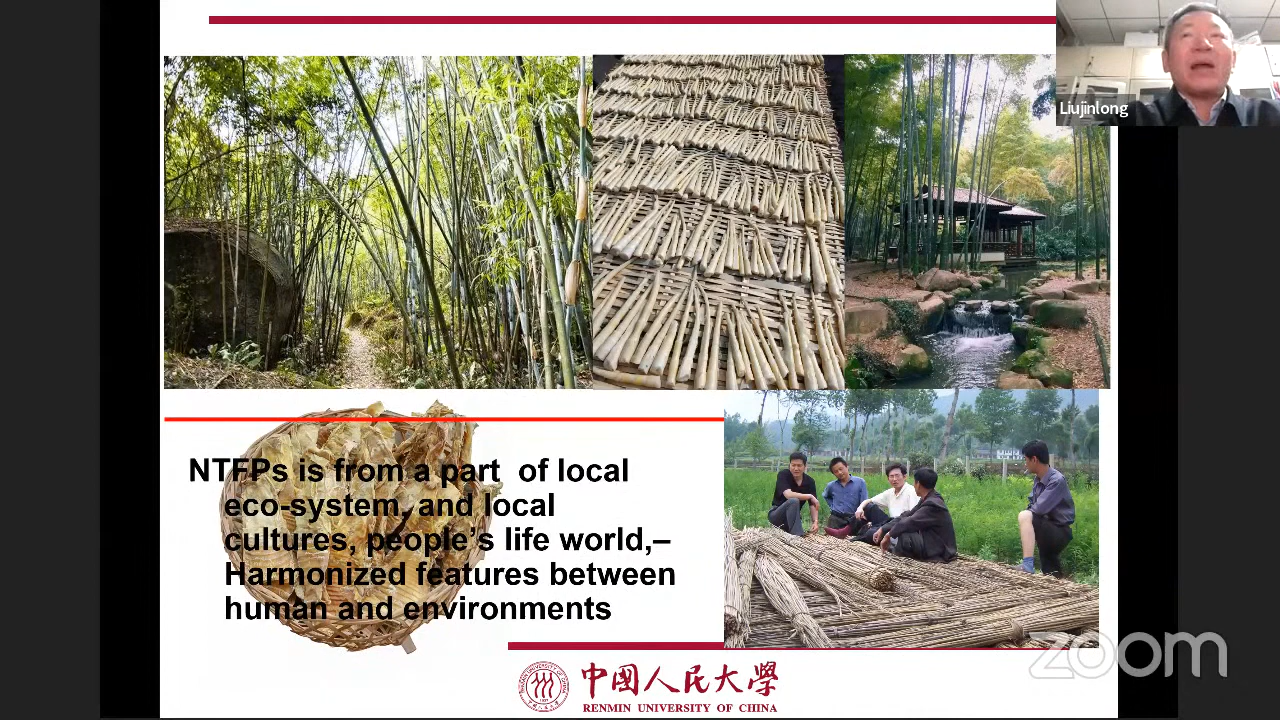 Liujinlong
NTFPs is from a part of local
eco-system, and local
cultures, people's life world,–
Harmonized features between
human and environments
zoom
中國人民大學
RENMIN UNIVERSITY OF CHINA